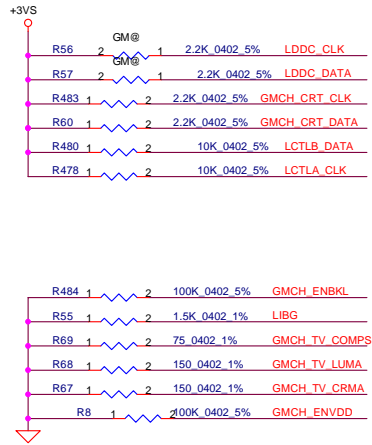 +3VS
GM@
R56 2 1 2.2K_0402_5% LDDC_CLK
GM@
R57 2 1 2.2K_0402_5% LDDC_DATA
R483 1 2 2.2K_0402_5% GMCH_CRT_CLK
R60 1 2 2.2K_0402_5% GMCH_CRT_DATA
R480 1 2 10K_0402_5% LCTLB_DATA
R478 1 2 10K_0402_5% LCTLA_CLK
R484 1 2 100K_0402_5% GMCH_ENBKL
R55 1 2 1.5K_0402_1% LIBG
R69 1 2 75_0402_1% GMCH_TV_COMPS
R68 1 2 150_0402_1% GMCH_TV_LUMA
R67 1 2 150_0402_1% GMCH_TV_CRMA
R8 1 2 100K_0402_5% GMCH_ENVDD